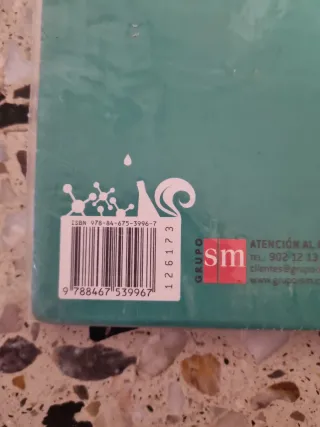 ISBN 978-84-675-3996-7
9 788467 539967
126173
GRUPO sm
ATENCIÓN AL
TEL.: 902 12 13
clientes@grupo
www.grupo